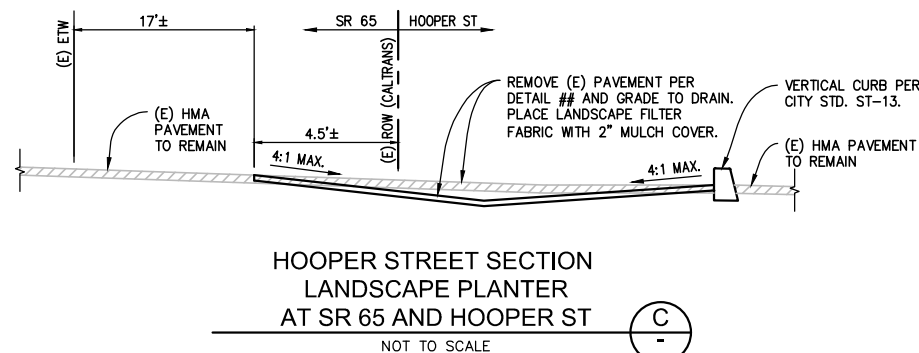 17'±
SR 65
HOOPER ST
(E) ETW
(E) ROW (CALTRANS)
(E) HMA
PAVEMENT
TO REMAIN
4.5'±
4:1 MAX.
REMOVE (E) PAVEMENT PER
DETAIL ## AND GRADE TO DRAIN.
PLACE LANDSCAPE FILTER
FABRIC WITH 2" MULCH COVER.
VERTICAL CURB PER
CITY STD. ST-13.
(E) HMA PAVEMENT
TO REMAIN
4:1 MAX.
HOOPER STREET SECTION
LANDSCAPE PLANTER
AT SR 65 AND HOOPER ST
C
-
NOT TO SCALE